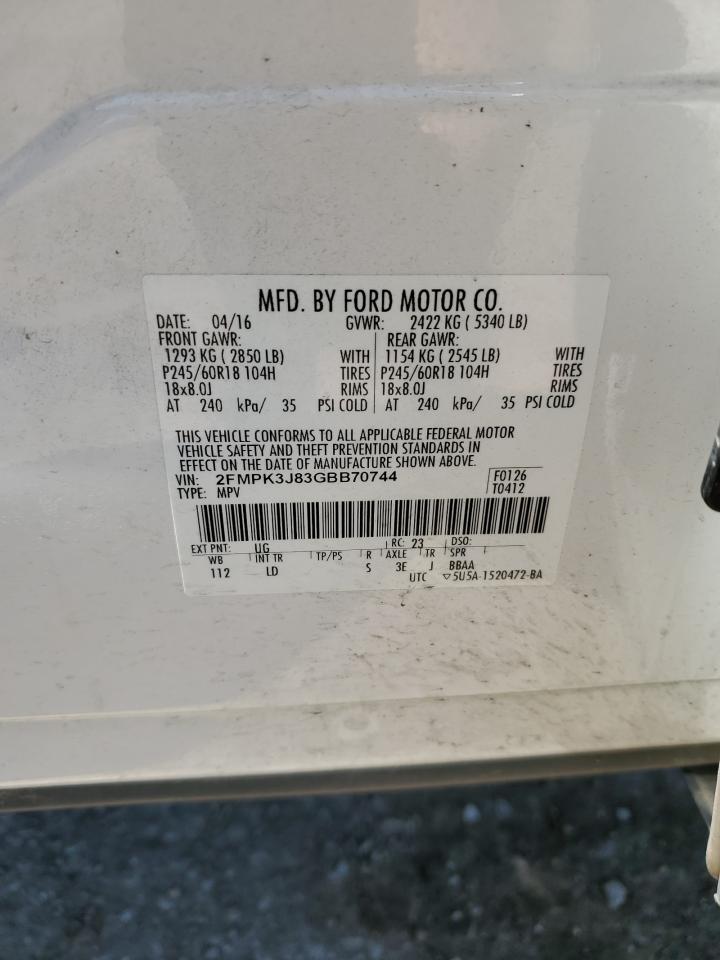 MFD. BY FORD MOTOR CO.
DATE: 04/16 GVWR: 2422 KG ( 5340 LB)
FRONT GAWR: REAR GAWR:
1293 KG ( 2850 LB) WITH 1154 KG ( 2545 LB) WITH
P245/60R18 104H TIRES P245/60R18 104H TIRES
18x8.0J RIMS 18x8.0J RIMS
AT 240 kPa/ 35 PSI COLD AT 240 kPa/ 35 PSI COLD
THIS VEHICLE CONFORMS TO ALL APPLICABLE FEDERAL MOTOR
VEHICLE SAFETY AND THEFT PREVENTION STANDARDS IN
EFFECT ON THE DATE OF MANUFACTURE SHOWN ABOVE.
VIN: 2FMPK3J83GBB70744 F0126
TYPE: MPV T0412
EXT PNT: UG RC: 23 DSO:
WB INT TR TP/PS R AXLE TR SPR
112 LD S 3E J BBAA
UTC ▽5U5A-1520472-BA